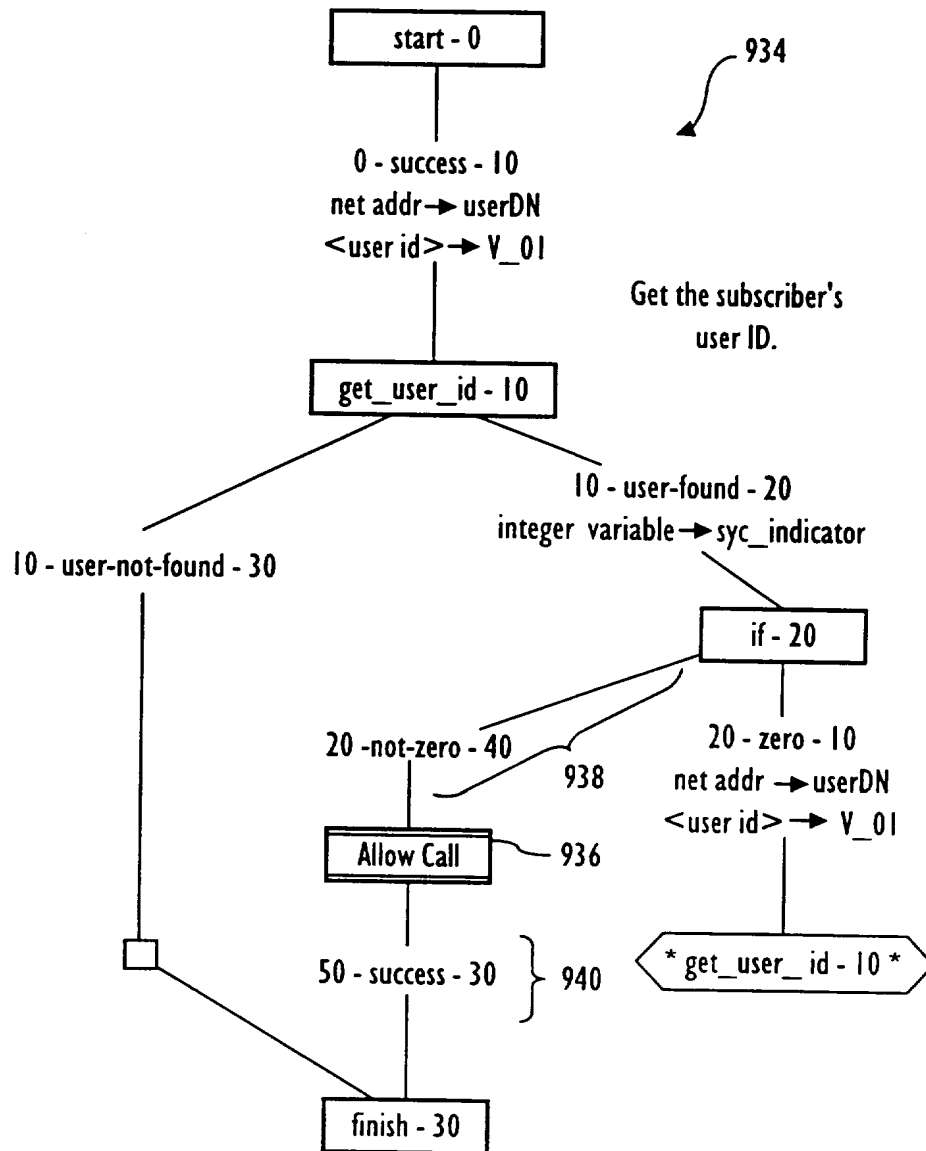 start - 0
934
0 - success - 10
net addr → userDN
<user id> → V_01
Get the subscriber's
user ID.
get_user_id - 10
10 - user-found - 20
integer variable → syc_indicator
10 - user-not-found - 30
if - 20
20 -not-zero - 40
938
20 - zero - 10
net addr → userDN
<user id> → V_01
Allow Call
936
50 - success - 30
940
* get_user_ id - 10 *
finish - 30